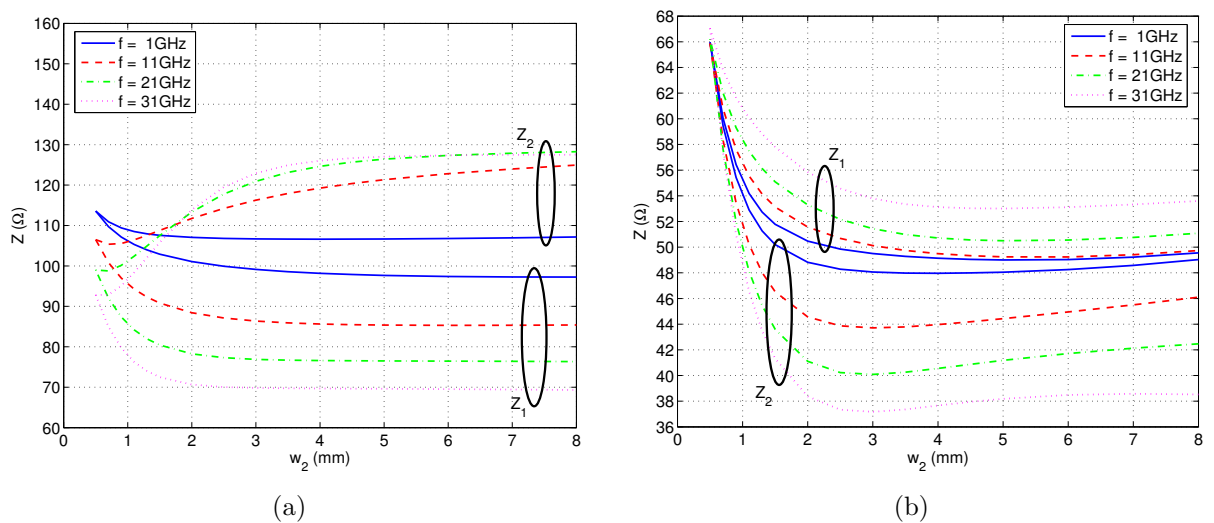 160
150
140
130
120
110
100
90
80
70
60
Z (Ω)
f = 1GHz
f = 11GHz
f = 21GHz
f = 31GHz
Z2
Z1
0 1 2 3 4 5 6 7 8
w2 (mm)
(a)
68
66
64
62
60
58
56
54
52
50
48
46
44
42
40
38
36
Z (Ω)
f = 1GHz
f = 11GHz
f = 21GHz
f = 31GHz
Z1
Z2
0 1 2 3 4 5 6 7 8
w2 (mm)
(b)